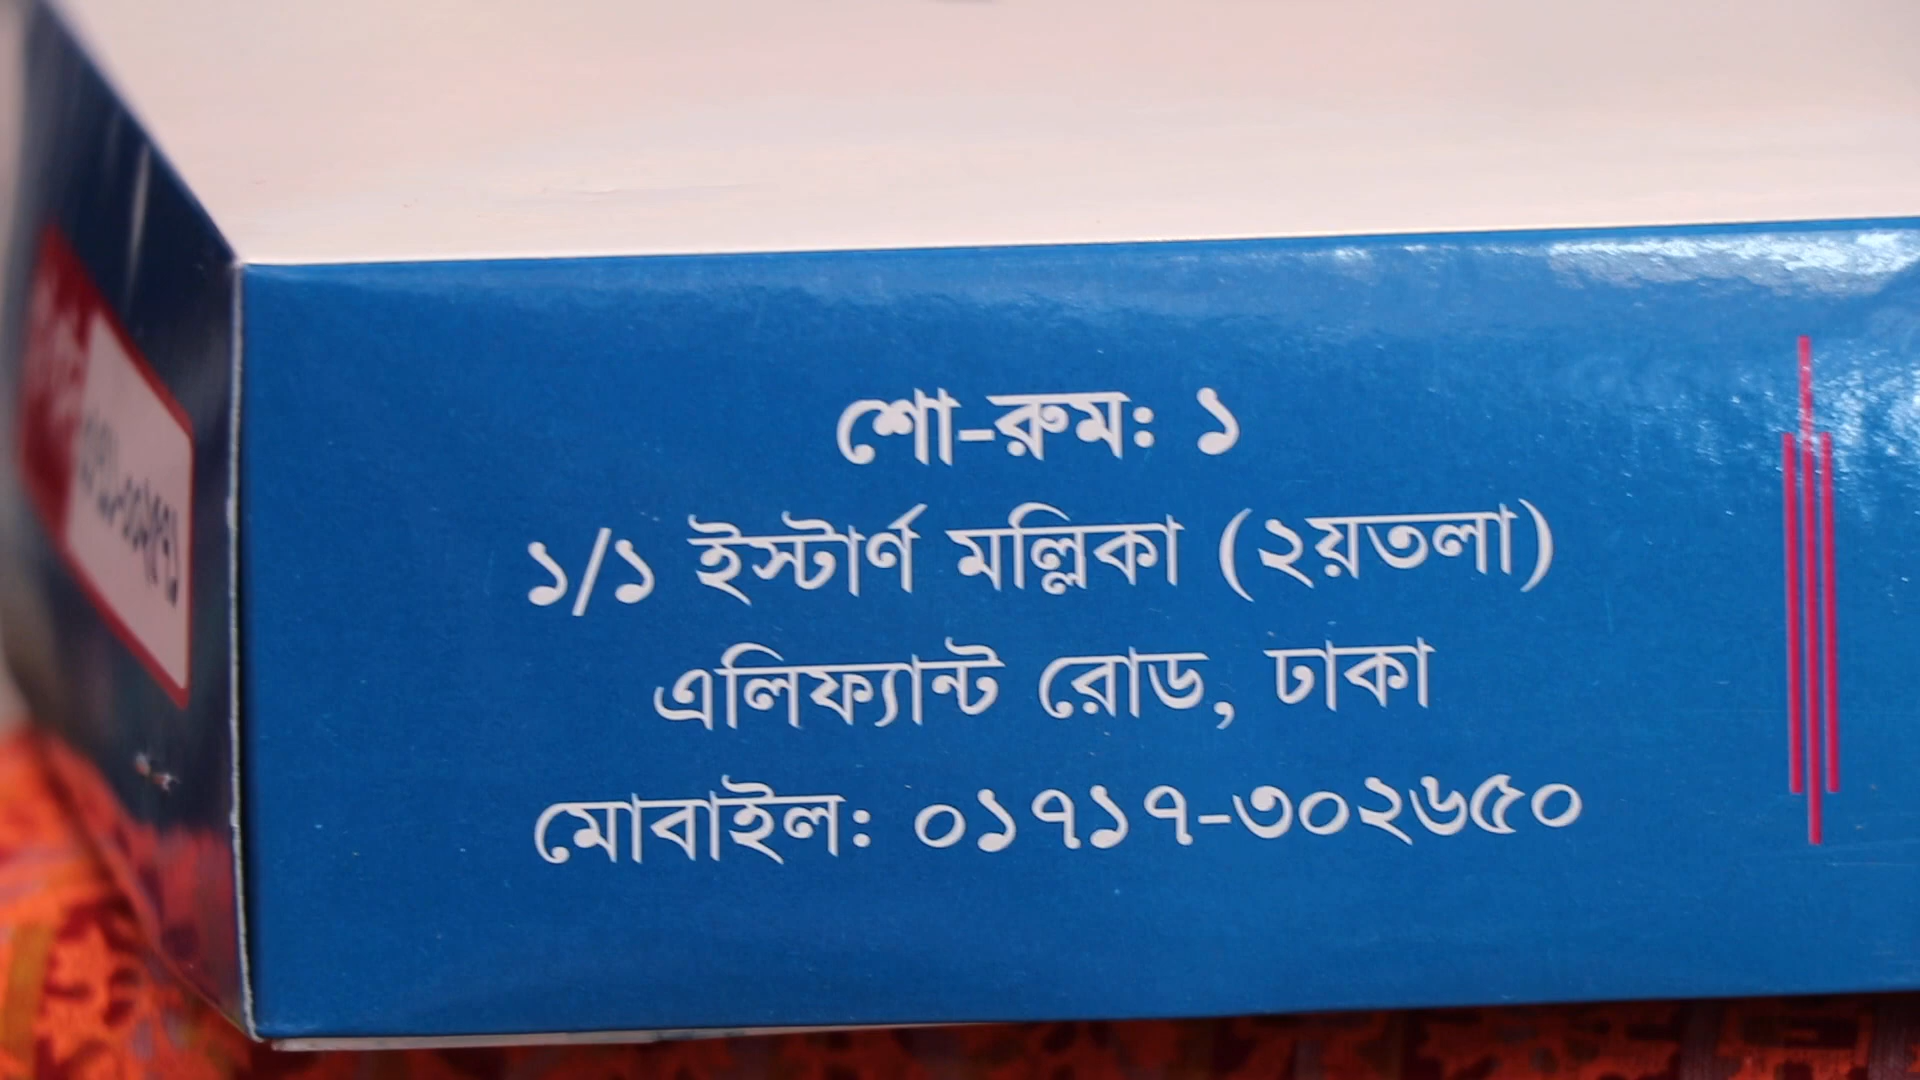 শো-রুম: ১
১/১ ইস্টার্ণ মল্লিকা (২য়তলা)
এলিফ্যান্ট রোড, ঢাকা
মোবাইল: ০১৭১৭-৩০২৬৫০